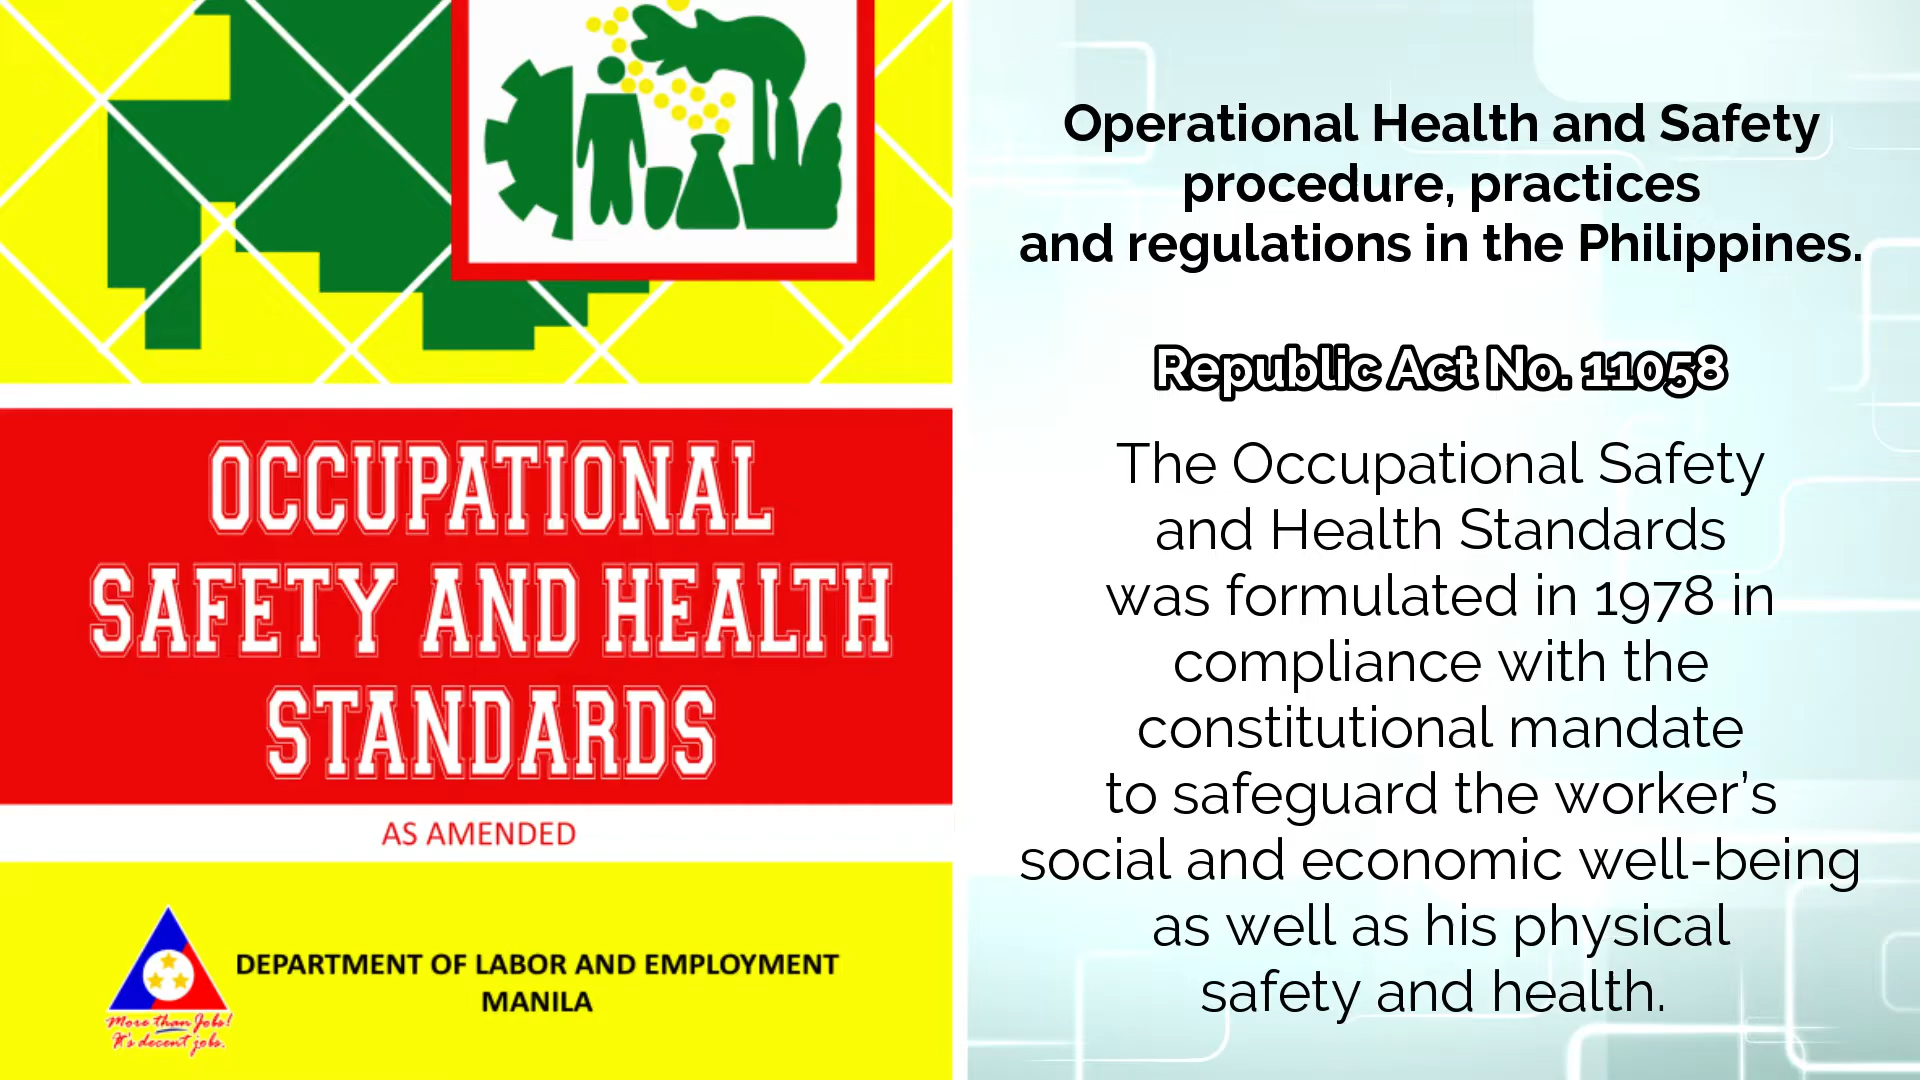 OCCUPATIONAL
SAFETY AND HEALTH
STANDARDS
AS AMENDED
DEPARTMENT OF LABOR AND EMPLOYMENT
MANILA
More than Jobs!
It's decent jobs.
Operational Health and Safety
procedure, practices
and regulations in the Philippines.
Republic Act No. 11058
The Occupational Safety
and Health Standards
was formulated in 1978 in
compliance with the
constitutional mandate
to safeguard the worker’s
social and economic well-being
as well as his physical
safety and health.